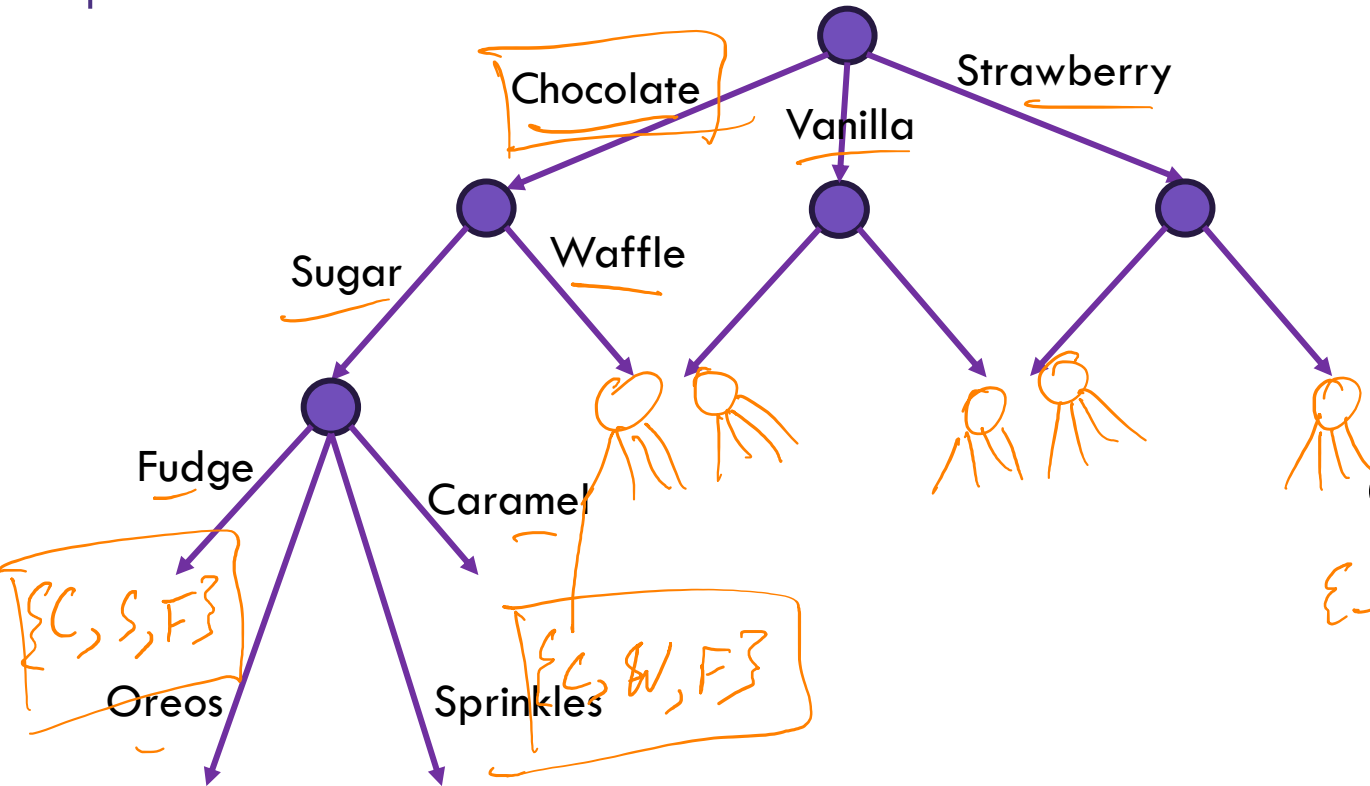 Strawberry
Chocolate
Vanilla
Waffle
Sugar
Fudge
Caramel
{C, S, F}
{C, W, F}
Oreos
Sprinkles